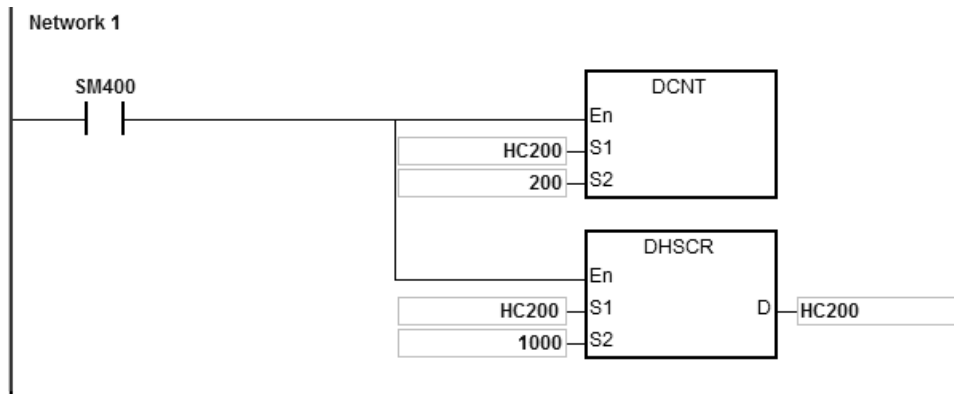 Network 1
SM400
DCNT
En
HC200 S1
200 S2
DHSCR
En
HC200 S1 D HC200
1000 S2